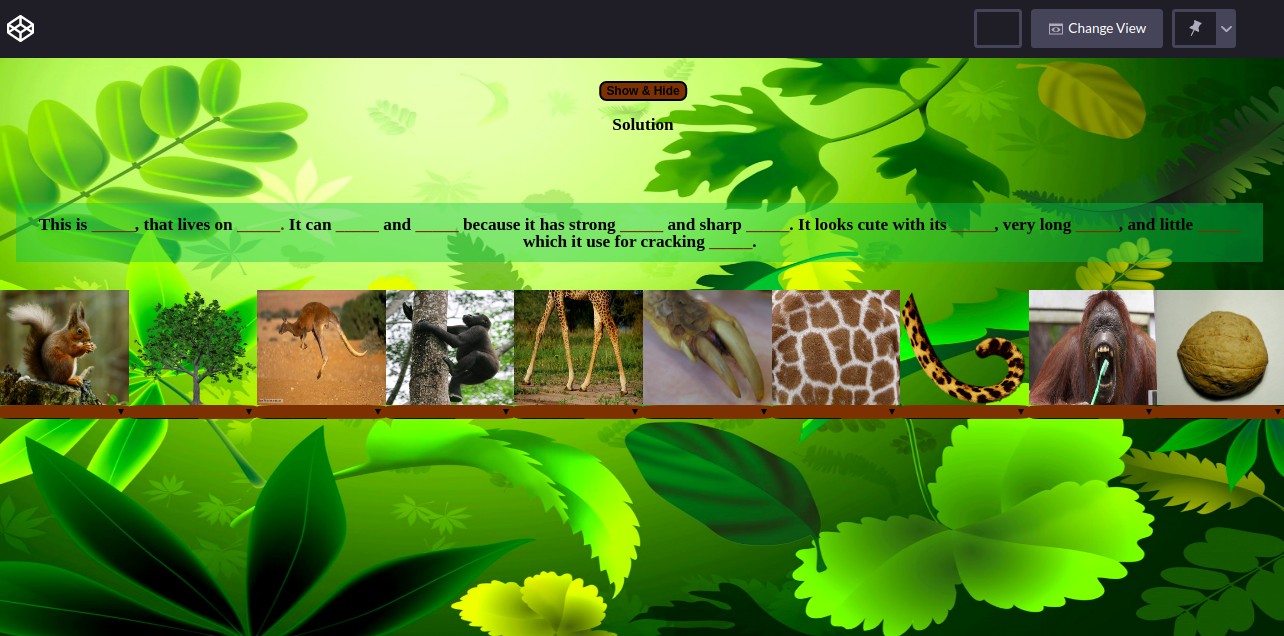 Change View
Show & Hide
Solution
This is _____, that lives on _____. It can _____ and _____ because it has strong _____ and sharp _____. It looks cute with its _____, very long _____, and little _____
which it use for cracking _____.